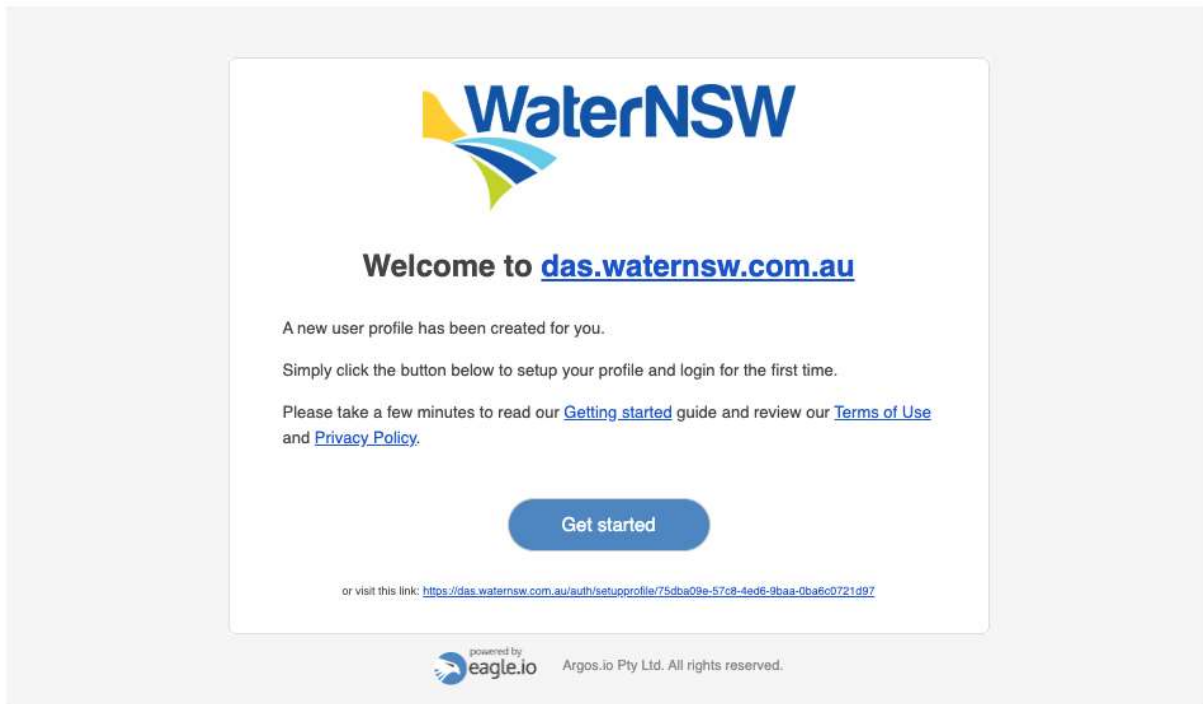 WaterNSW
Welcome to das.waternsw.com.au
A new user profile has been created for you.
Simply click the button below to setup your profile and login for the first time.
Please take a few minutes to read our Getting started guide and review our Terms of Use
and Privacy Policy.
Get started
or visit this link: https://das.waternsw.com.au/auth/setupprofile/75dba09e-57c8-4ed6-9baa-0ba6c0721d97
powered by
eagle.io
Argos.io Pty Ltd. All rights reserved.